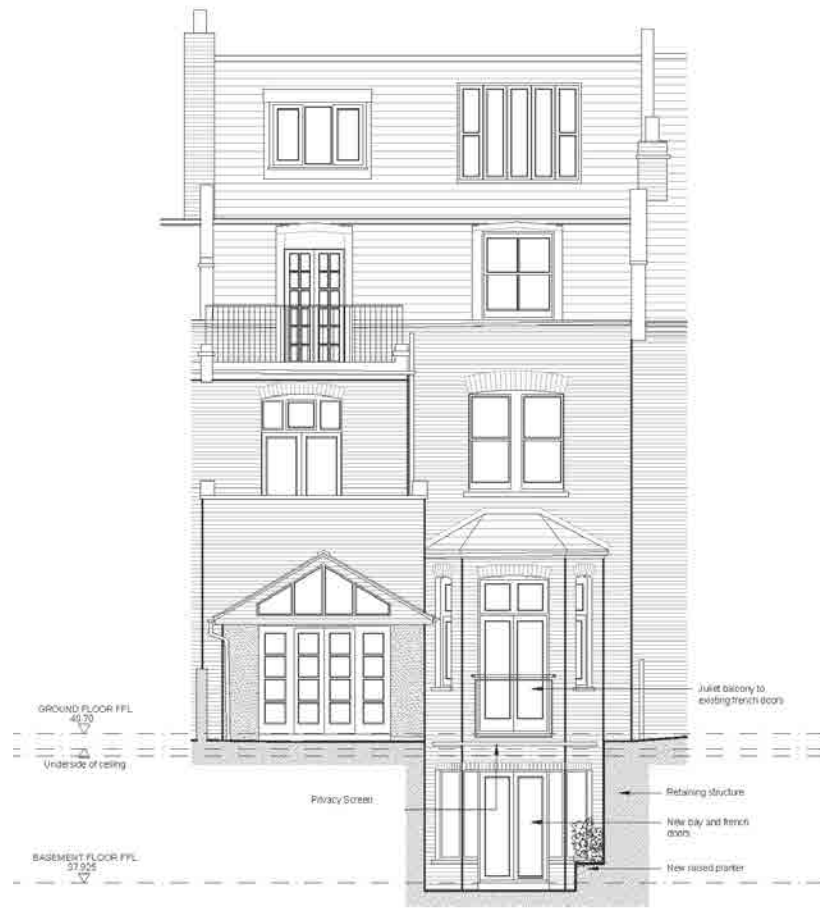 Juliet balcony to
existing french doors
GROUND FLOOR FFL
40.70
Underside of ceiling
Privacy Screen
Retaining structure
New bay and french
doors
New raised planter
BASEMENT FLOOR FFL
37.925